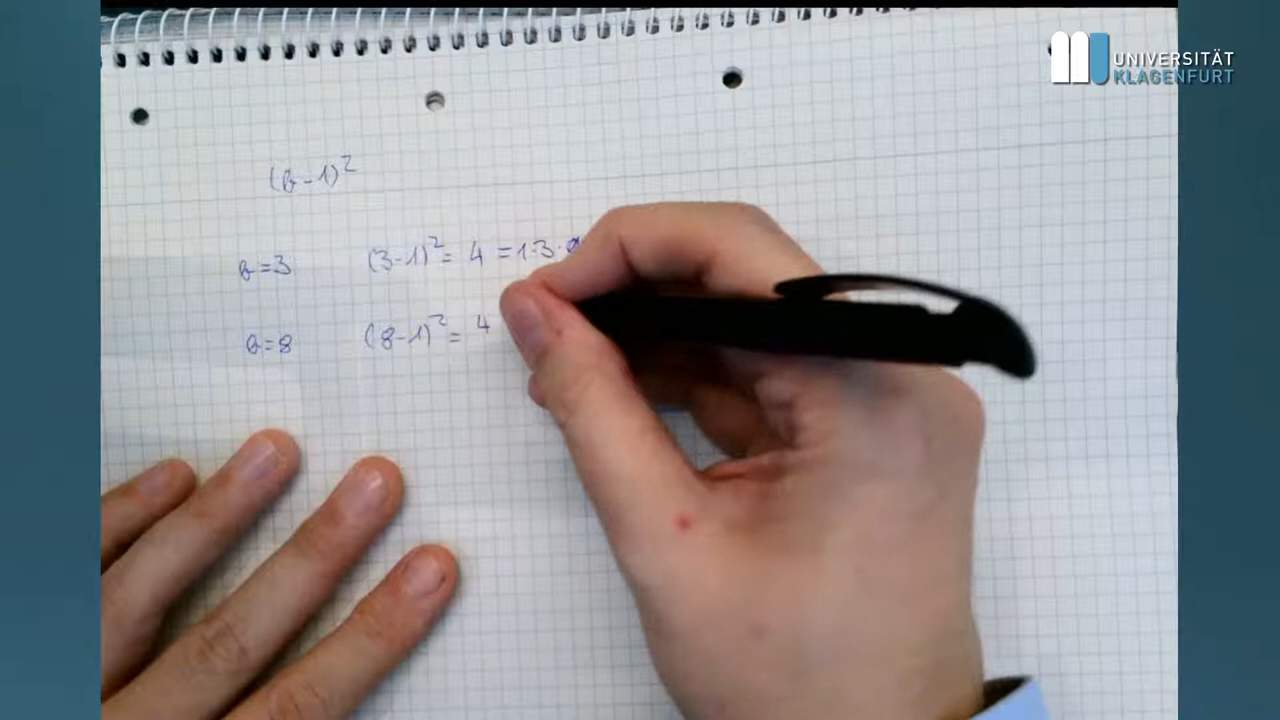 UNIVERSITÄT
KLAGENFURT
(b-1)²
b=3 (3-1)² = 4 = 1·3·
b=8 (8-1)² = 4